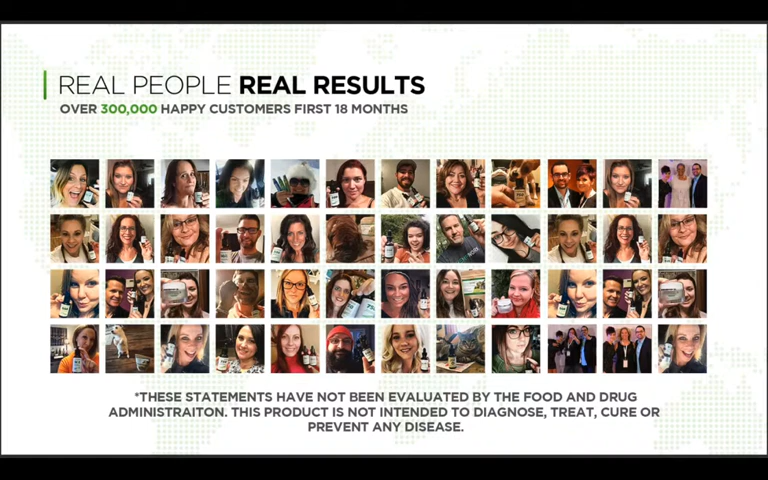 REAL PEOPLE REAL RESULTS
OVER 300,000 HAPPY CUSTOMERS FIRST 18 MONTHS
*THESE STATEMENTS HAVE NOT BEEN EVALUATED BY THE FOOD AND DRUG
ADMINISTRAITON. THIS PRODUCT IS NOT INTENDED TO DIAGNOSE, TREAT, CURE OR
PREVENT ANY DISEASE.